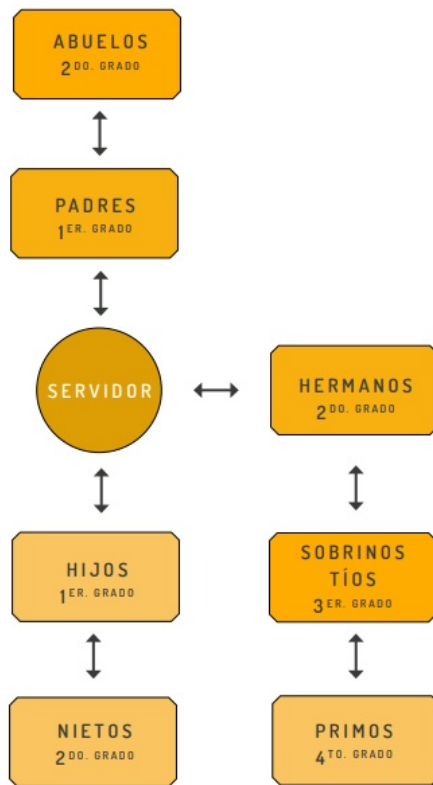 ABUELOS
2DO. GRADO
PADRES
1ER. GRADO
SERVIDOR
HERMANOS
2DO. GRADO
HIJOS
1ER. GRADO
SOBRINOS
TÍOS
3ER. GRADO
NIETOS
2DO. GRADO
PRIMOS
4TO. GRADO